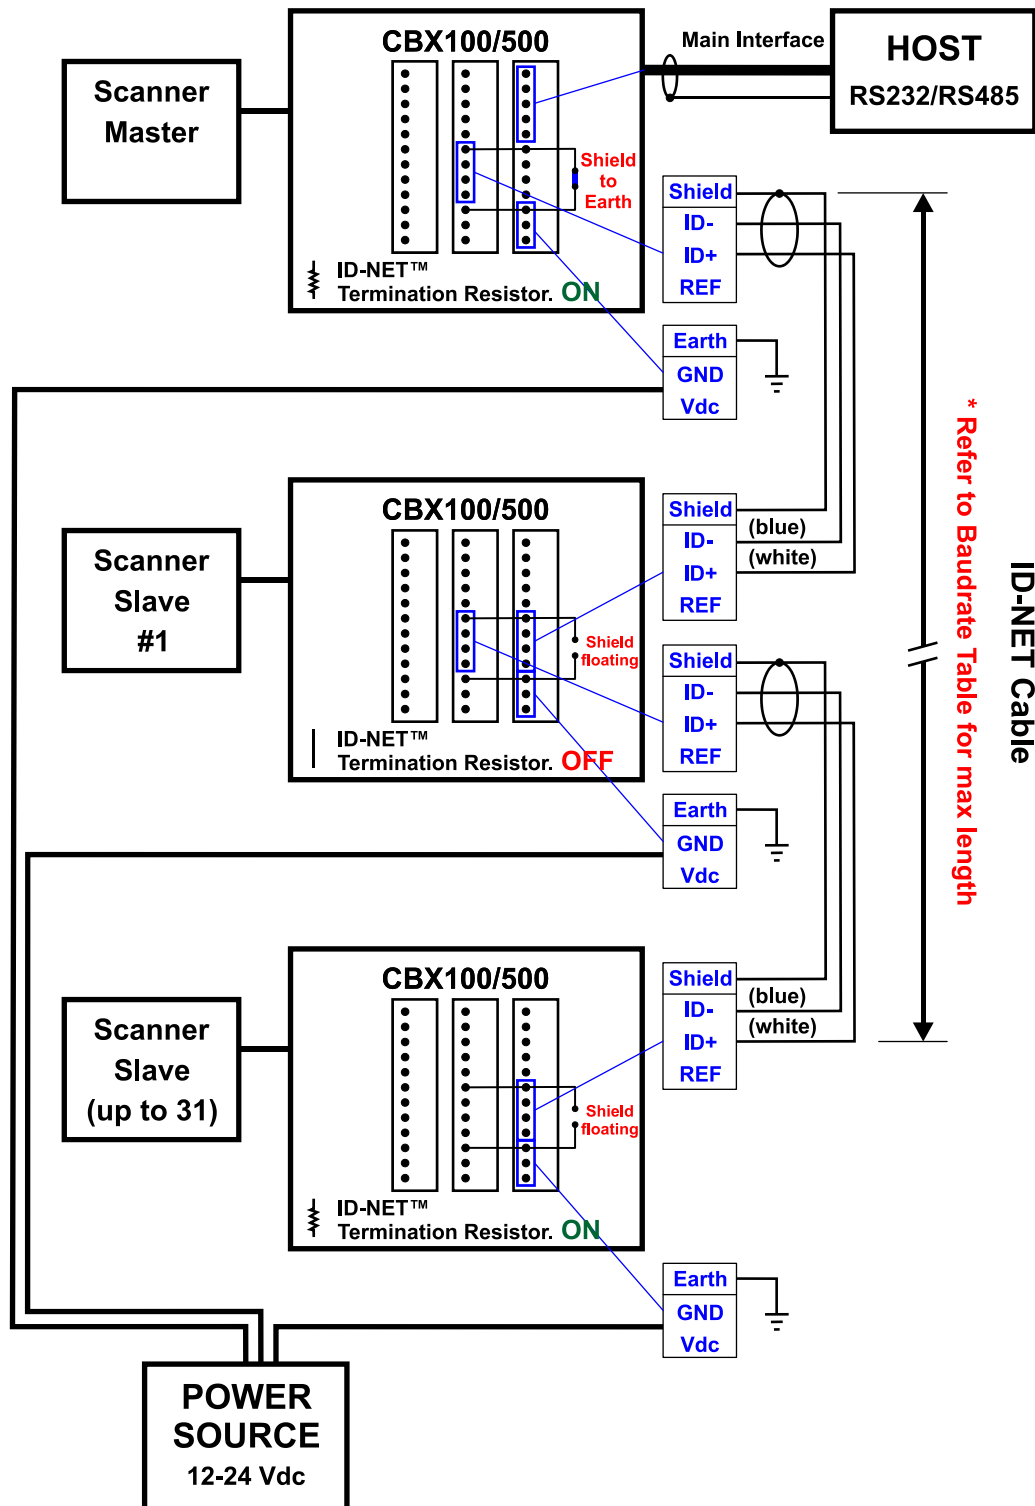 CBX100/500
Main Interface
HOST
RS232/RS485
Scanner
Master
Shield
to
Earth
ID-NET™
Termination Resistor. ON
Shield
ID-
ID+
REF
Earth
GND
Vdc
CBX100/500
Scanner
Slave
#1
Shield
floating
ID-NET™
Termination Resistor. OFF
Shield
ID-
(blue)
ID+
(white)
REF
Shield
ID-
ID+
REF
Earth
GND
Vdc
* Refer to Baudrate Table for max length
ID-NET Cable
CBX100/500
Scanner
Slave
(up to 31)
Shield
floating
ID-NET™
Termination Resistor. ON
Shield
ID-
(blue)
ID+
(white)
REF
Earth
GND
Vdc
POWER
SOURCE
12-24 Vdc